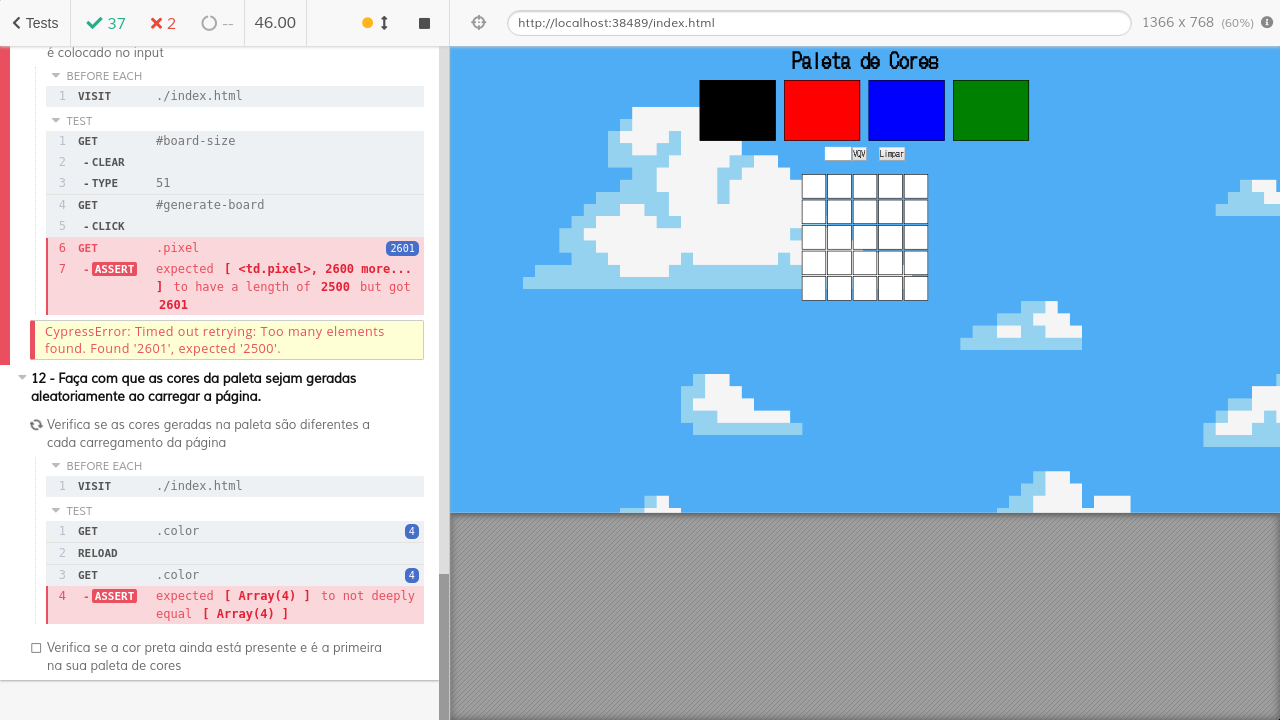 Tests 37 2 -- 46.00
http://localhost:38489/index.html 1366 x 768 (60%)
é colocado no input
BEFORE EACH
1 VISIT ./index.html
TEST
1 GET #board-size
2 -CLEAR
3 -TYPE 51
4 GET #generate-board
5 -CLICK
6 GET .pixel 2601
7 -ASSERT expected [ <td.pixel>, 2600 more...
] to have a length of 2500 but got
2601
CypressError: Timed out retrying: Too many elements
found. Found '2601', expected '2500'.
12 - Faça com que as cores da paleta sejam geradas
aleatoriamente ao carregar a página.
Verifica se as cores geradas na paleta são diferentes a
cada carregamento da página
BEFORE EACH
1 VISIT ./index.html
TEST
1 GET .color 4
2 RELOAD
3 GET .color 4
4 -ASSERT expected [ Array(4) ] to not deeply
equal [ Array(4) ]
Verifica se a cor preta ainda está presente e é a primeira
na sua paleta de cores
Paleta de Cores
VQV Limpar